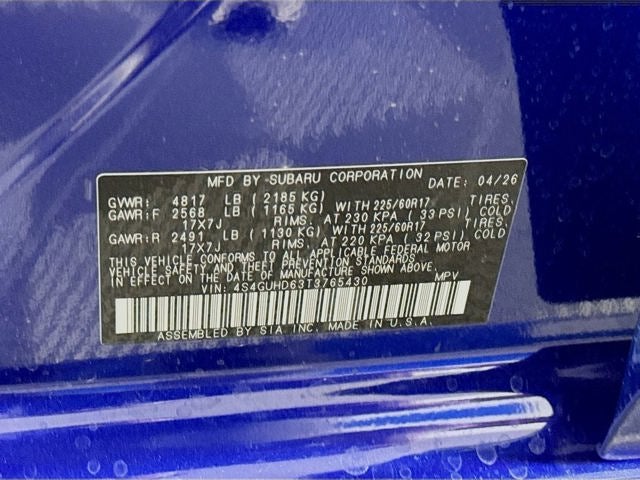 MFD BY-SUBARU CORPORATION DATE: 04/26
GVWR: 4817 LB ( 2185 KG)
GAWR:F 2568 LB ( 1165 KG) WITH 225/60R17 TIRES,
17X7J RIMS, AT 230 KPA ( 33 PSI) COLD
GAWR:R 2491 LB ( 1130 KG) WITH 225/60R17 TIRES,
17X7J RIMS, AT 220 KPA ( 32 PSI) COLD
THIS VEHICLE CONFORMS TO ALL APPLICABLE FEDERAL MOTOR
VEHICLE SAFETY, BUMPER, AND THEFT PREVENTION STANDARDS
IN EFFECT ON THE DATE OF MANUFACTURE SHOWN ABOVE.
VIN: 4S4GUHD63T3765430 MPV
ASSEMBLED BY SIA INC. MADE IN U.S.A.